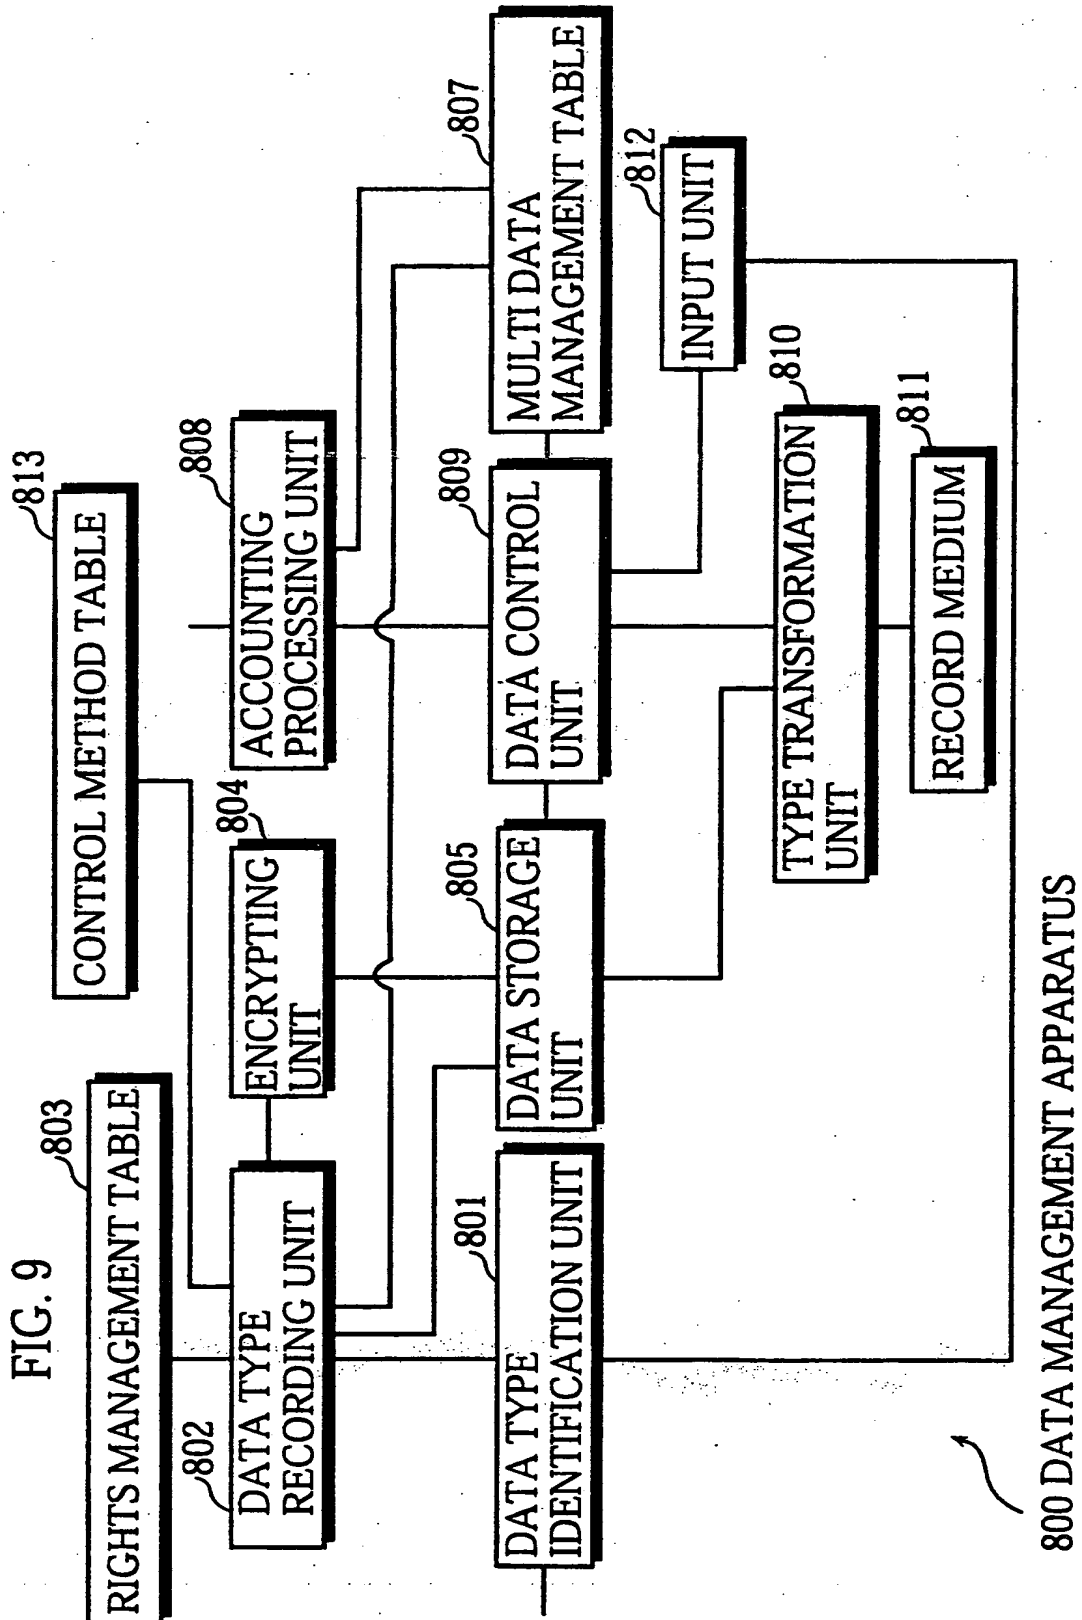 FIG. 9
803
RIGHTS MANAGEMENT TABLE
813
CONTROL METHOD TABLE
802
DATA TYPE
RECORDING UNIT
804
ENCRYPTING
UNIT
808
ACCOUNTING
PROCESSING UNIT
801
DATA TYPE
IDENTIFICATION UNIT
805
DATA STORAGE
UNIT
809
DATA CONTROL
UNIT
807
MULTI DATA
MANAGEMENT TABLE
812
INPUT UNIT
810
TYPE TRANSFORMATION
UNIT
811
RECORD MEDIUM
800 DATA MANAGEMENT APPARATUS